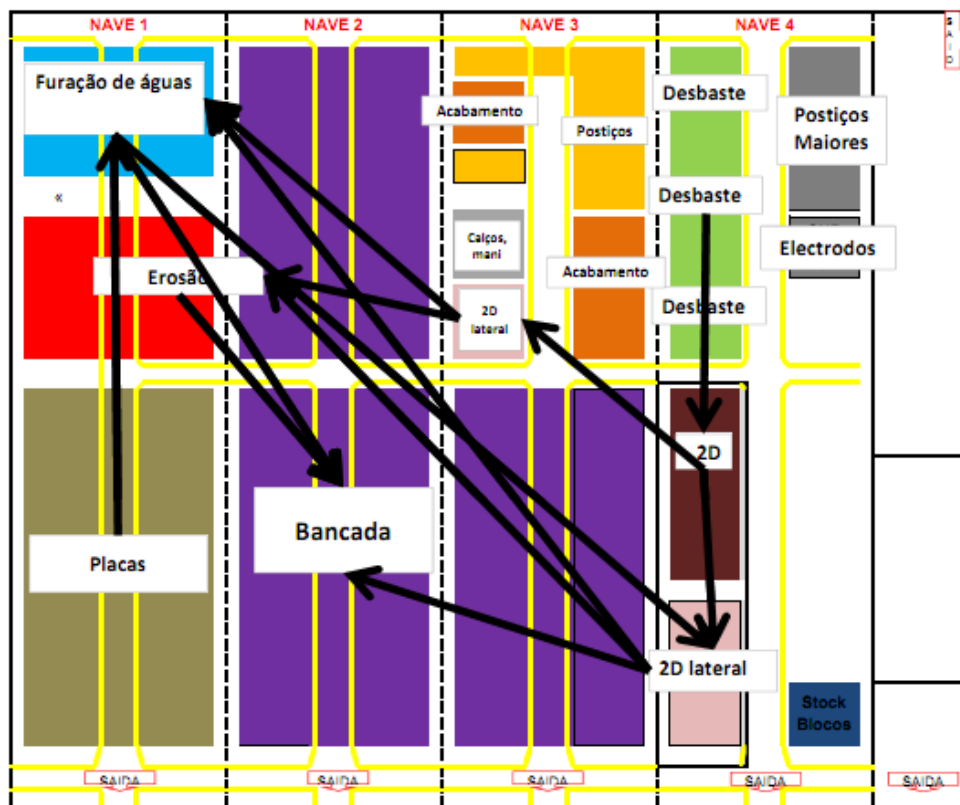 NAVE 1
NAVE 2
NAVE 3
NAVE 4
Furação de águas
Acabamento
Postiços
Desbaste
Postiços
Maiores
Desbaste
«
Calços,
mani
Electrodos
Erosão
Acabamento
2D
lateral
Desbaste
2D
Bancada
Placas
2D lateral
Stock
Blocos
SAIDA
SAIDA
SAIDA
SAIDA
SAIDA